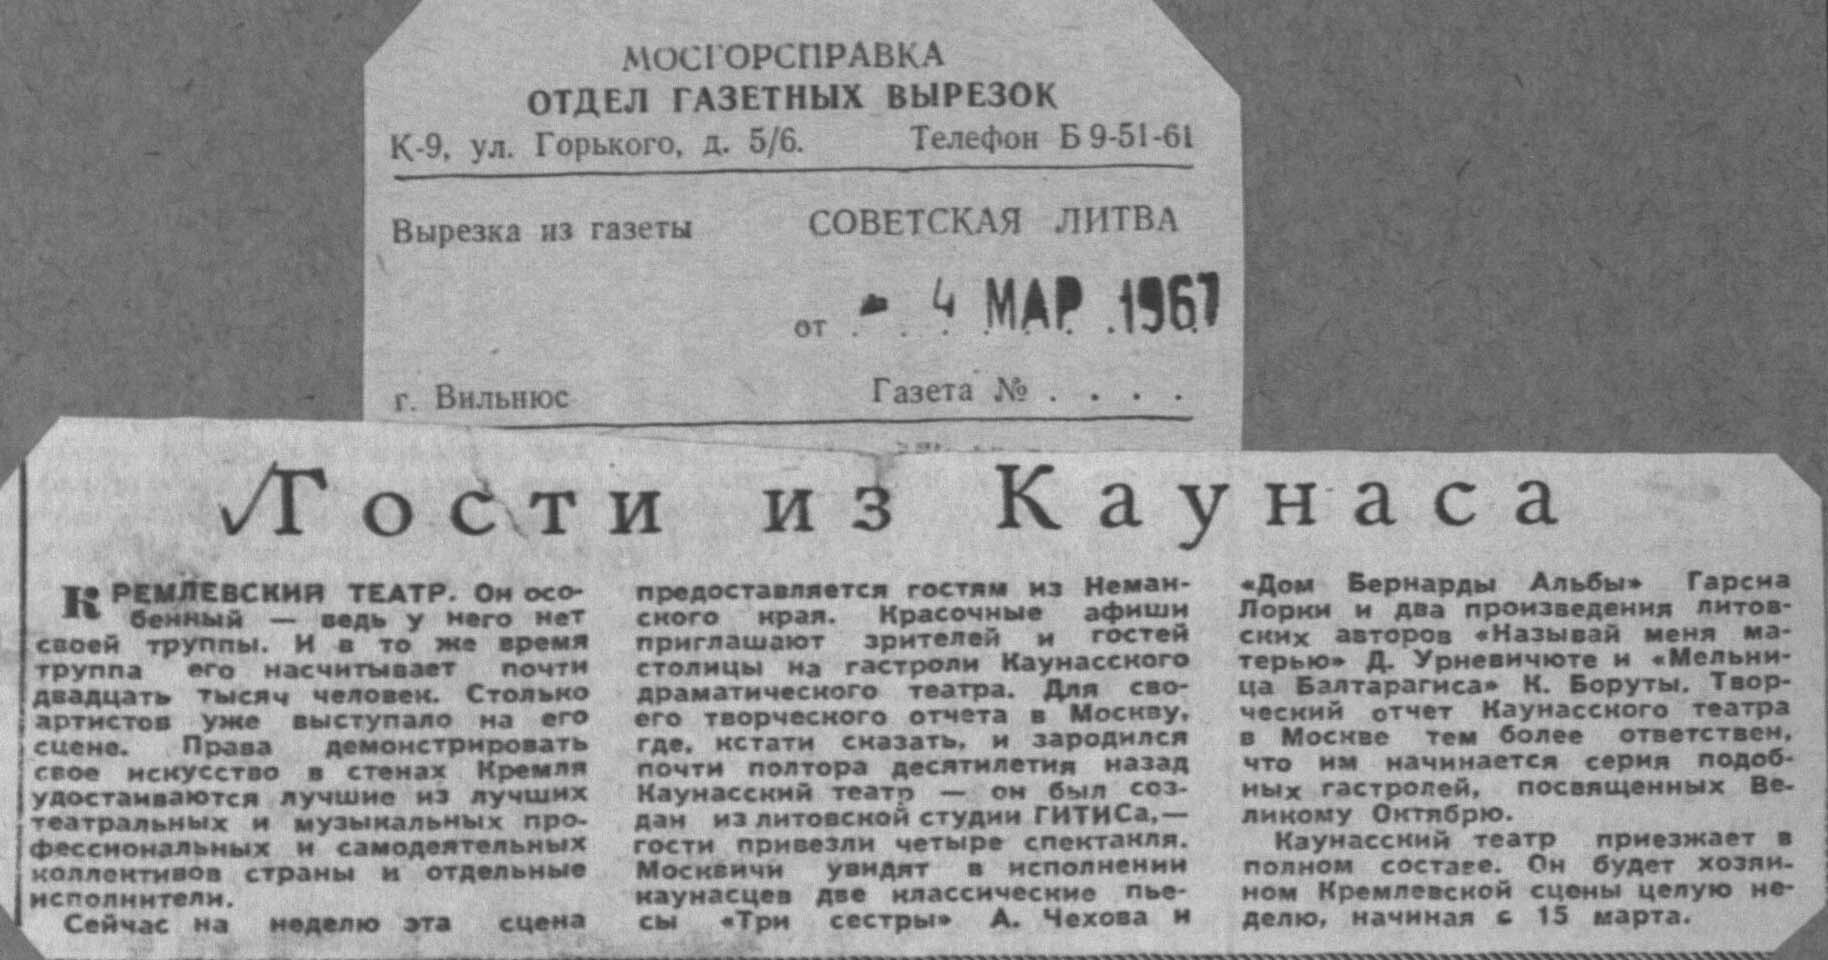 МОСГОРСПРАВКА
ОТДЕЛ ГАЗЕТНЫХ ВЫРЕЗОК
К-9, ул. Горького, д. 5/6. Телефон Б 9-51-61
Вырезка из газеты СОВЕТСКАЯ ЛИТВА
от - 4 МАР 1967
г. Вильнюс Газета № . . . .
Гости из Каунаса
КРЕМЛЕВСКИЙ ТЕАТР. Он осо-
бенный — ведь у него нет
своей труппы. И в то же время
труппа его насчитывает почти
двадцать тысяч человек. Столько
артистов уже выступало на его
сцене. Права демонстрировать
свое искусство в стенах Кремля
удостаиваются лучшие из лучших
театральных и музыкальных про-
фессиональных и самодеятельных
коллективов страны и отдельные
исполнители.
Сейчас на неделю эта сцена
предоставляется гостям из Неман-
ского края. Красочные афиши
приглашают зрителей и гостей
столицы на гастроли Каунасского
драматического театра. Для сво-
его творческого отчета в Москву,
где, кстати сказать, и зародился
почти полтора десятилетия назад
Каунасский театр — он был соз-
дан из литовской студии ГИТИСа,—
гости привезли четыре спектакля.
Москвичи увидят в исполнении
каунасцев две классические пье-
сы «Три сестры» А. Чехова и
«Дом Бернарды Альбы» Гарсиа
Лорки и два произведения литов-
ских авторов «Называй меня ма-
терью» Д. Урневичюте и «Мельни-
ца Балтарагиса» К. Боруты. Твор-
ческий отчет Каунасского театра
в Москве тем более ответствен,
что им начинается серия подоб-
ных гастролей, посвященных Ве-
ликому Октябрю.
Каунасский театр приезжает в
полном составе. Он будет хозяи-
ном Кремлевской сцены целую не-
делю, начиная с 15 марта.